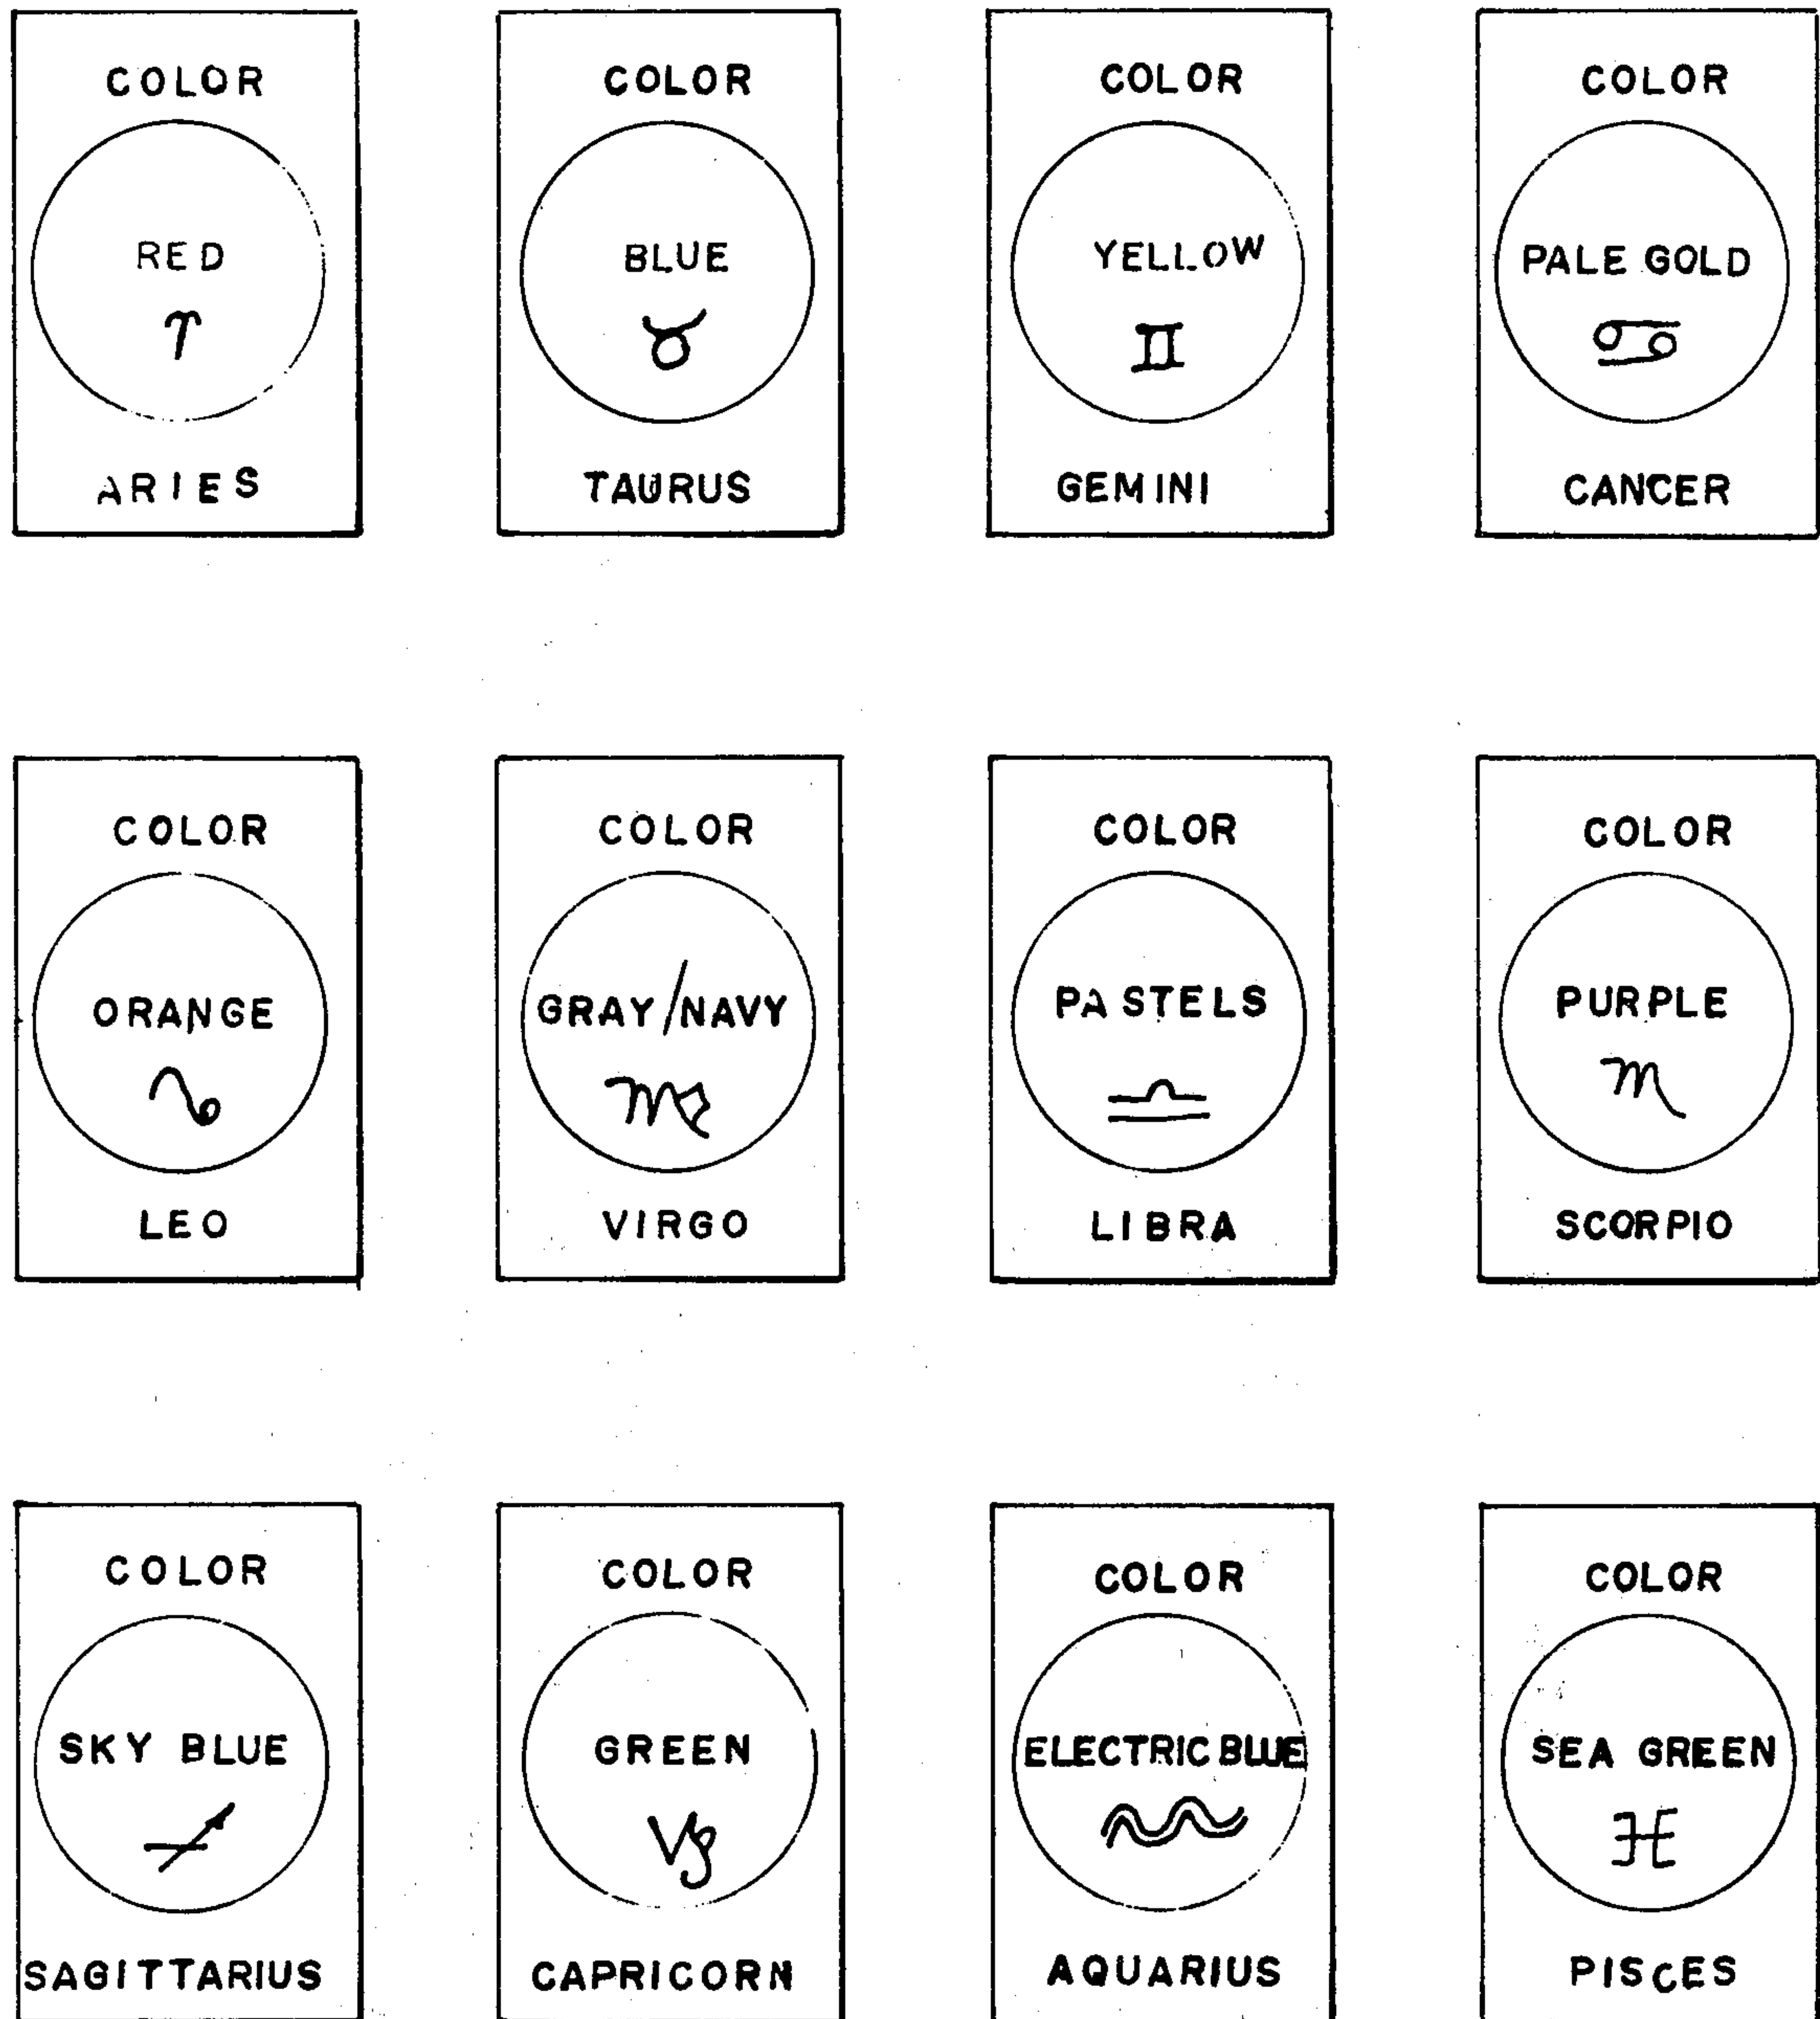 COLOR
RED
♈
ARIES
COLOR
BLUE
♉
TAURUS
COLOR
YELLOW
♊
GEMINI
COLOR
PALE GOLD
♋
CANCER
COLOR
ORANGE
♌
LEO
COLOR
GRAY/NAVY
♍
VIRGO
COLOR
PASTELS
♎
LIBRA
COLOR
PURPLE
♏
SCORPIO
COLOR
SKY BLUE
♐
SAGITTARIUS
COLOR
GREEN
♑
CAPRICORN
COLOR
ELECTRIC BLUE
♒
AQUARIUS
COLOR
SEA GREEN
♓
PISCES